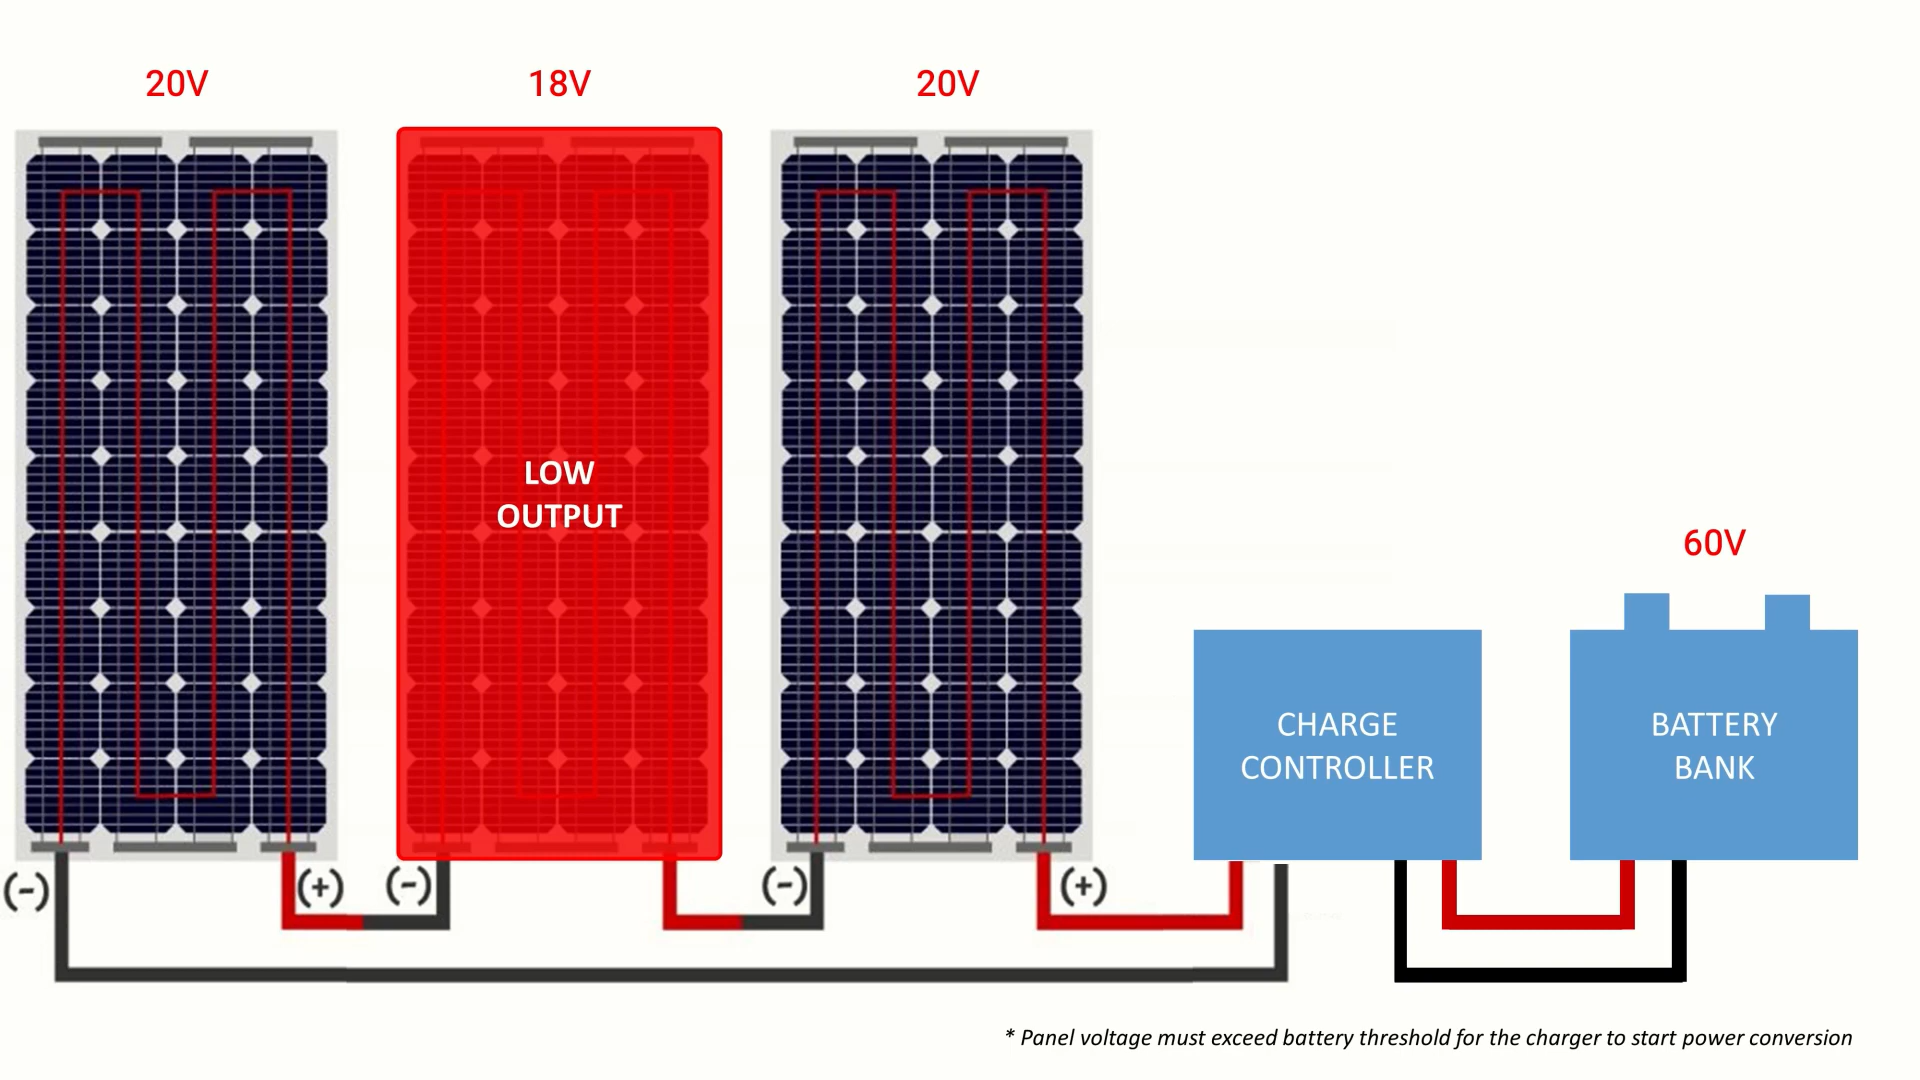 20V
18V
20V
LOW
OUTPUT
60V
CHARGE
CONTROLLER
BATTERY
BANK
(-)
(+)
(-)
(-)
(+)
* Panel voltage must exceed battery threshold for the charger to start power conversion